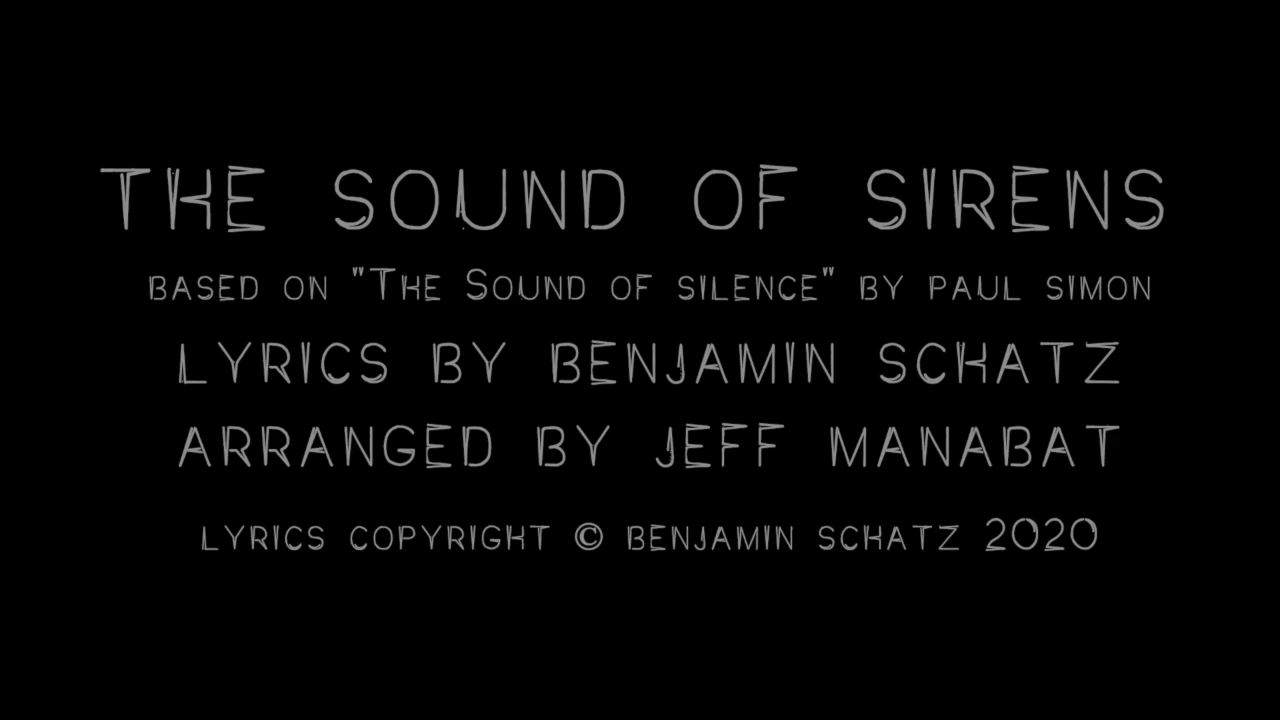 THE SOUND OF SIRENS
BASED ON "THE SOUND OF SILENCE" BY PAUL SIMON
LYRICS BY BENJAMIN SCHATZ
ARRANGED BY JEFF MANABAT
LYRICS COPYRIGHT © BENJAMIN SCHATZ 2020